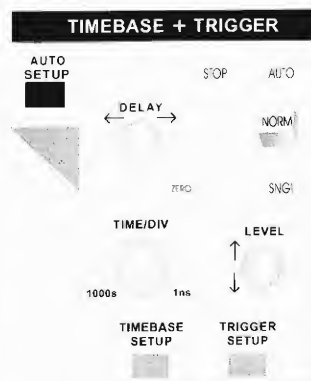 TIMEBASE + TRIGGER
AUTO
SETUP
STOP AUTO
DELAY
NORM
ZERO
SNGL
TIME/DIV
LEVEL
1000s 1ns
TIMEBASE
SETUP
TRIGGER
SETUP